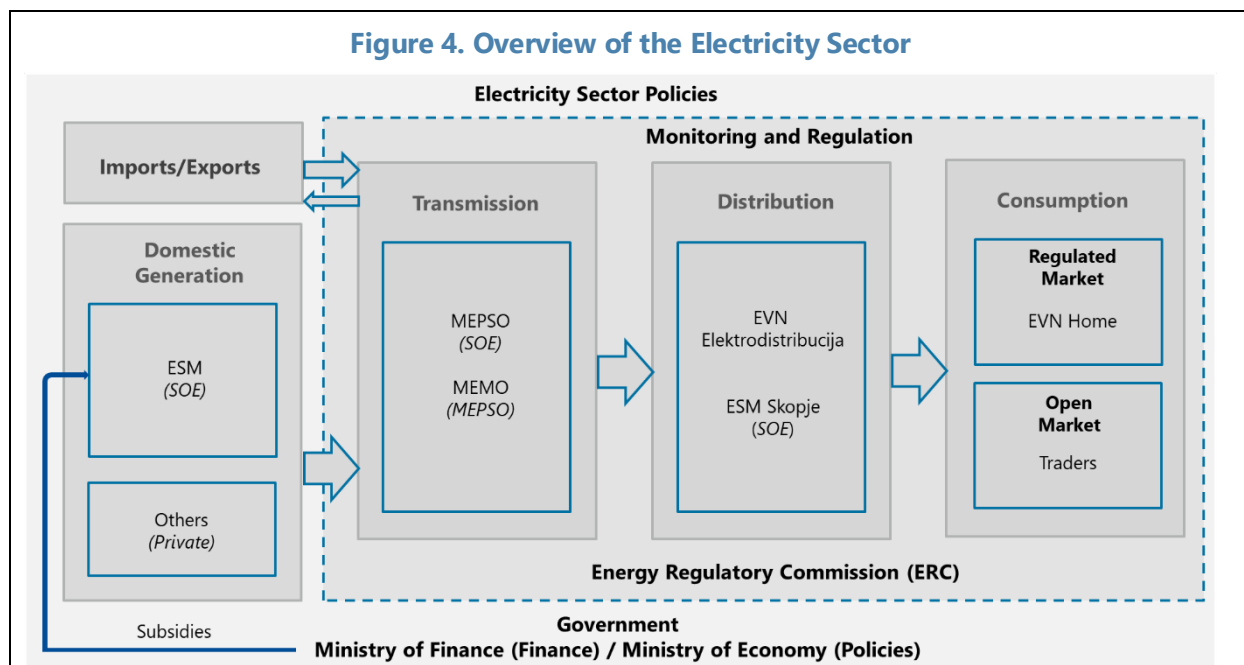 Figure 4. Overview of the Electricity Sector
Electricity Sector Policies
Monitoring and Regulation
Imports/Exports
Domestic
Generation
ESM
(SOE)
Others
(Private)
Transmission
MEPSO
(SOE)
MEMO
(MEPSO)
Distribution
EVN
Elektrodistribucija
ESM Skopje
(SOE)
Consumption
Regulated
Market
EVN Home
Open
Market
Traders
Energy Regulatory Commission (ERC)
Subsidies
Government
Ministry of Finance (Finance) / Ministry of Economy (Policies)